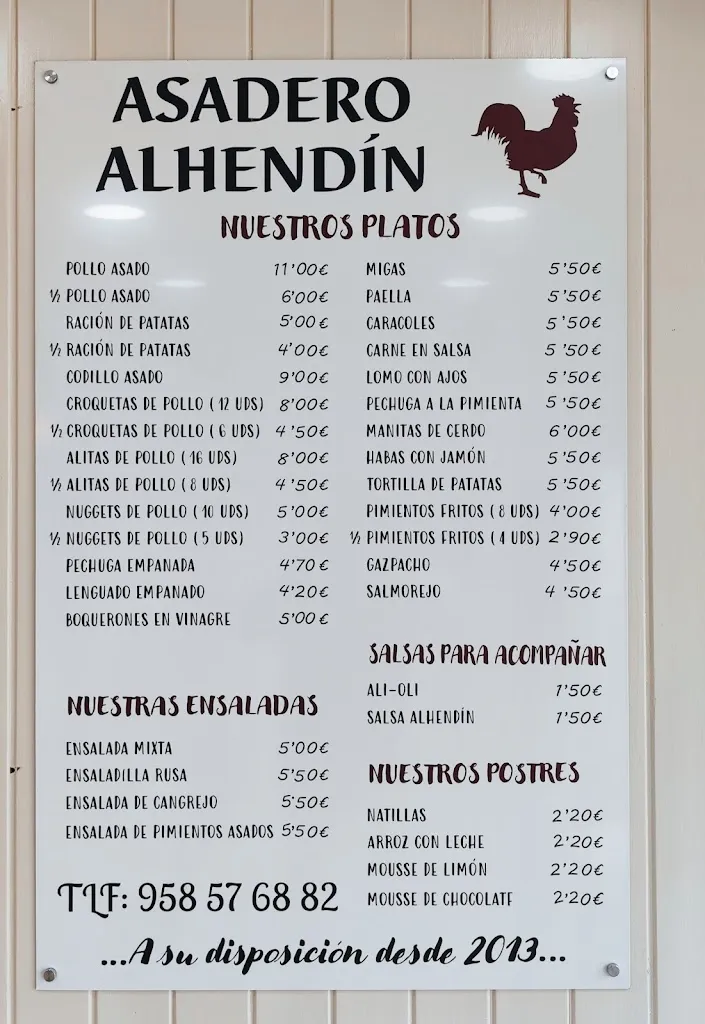 ASADERO
ALHENDÍN
NUESTROS PLATOS
POLLO ASADO 11'00€
½ POLLO ASADO 6'00€
RACIÓN DE PATATAS 5'00€
½ RACIÓN DE PATATAS 4'00€
CODILLO ASADO 9'00€
CROQUETAS DE POLLO (12 UDS) 8'00€
½ CROQUETAS DE POLLO (6 UDS) 4'50€
ALITAS DE POLLO (16 UDS) 8'00€
½ ALITAS DE POLLO (8 UDS) 4'50€
NUGGETS DE POLLO (10 UDS) 5'00€
½ NUGGETS DE POLLO (5 UDS) 3'00€
PECHUGA EMPANADA 4'70€
LENGUADO EMPANADO 4'20€
BOQUERONES EN VINAGRE 5'00€
MIGAS 5'50€
PAELLA 5'50€
CARACOLES 5'50€
CARNE EN SALSA 5'50€
LOMO CON AJOS 5'50€
PECHUGA A LA PIMIENTA 5'50€
MANITAS DE CERDO 6'00€
HABAS CON JAMÓN 5'50€
TORTILLA DE PATATAS 5'50€
PIMIENTOS FRITOS (8 UDS) 4'00€
½ PIMIENTOS FRITOS (4 UDS) 2'90€
GAZPACHO 4'50€
SALMOREJO 4'50€
NUESTRAS ENSALADAS
ENSALADA MIXTA 5'00€
ENSALADILLA RUSA 5'50€
ENSALADA DE CANGREJO 5'50€
ENSALADA DE PIMIENTOS ASADOS 5'50€
SALSAS PARA ACOMPAÑAR
ALI-OLI 1'50€
SALSA ALHENDÍN 1'50€
NUESTROS POSTRES
NATILLAS 2'20€
ARROZ CON LECHE 2'20€
MOUSSE DE LIMÓN 2'20€
MOUSSE DE CHOCOLATE 2'20€
TLF: 958 57 68 82
...A su disposición desde 2013...